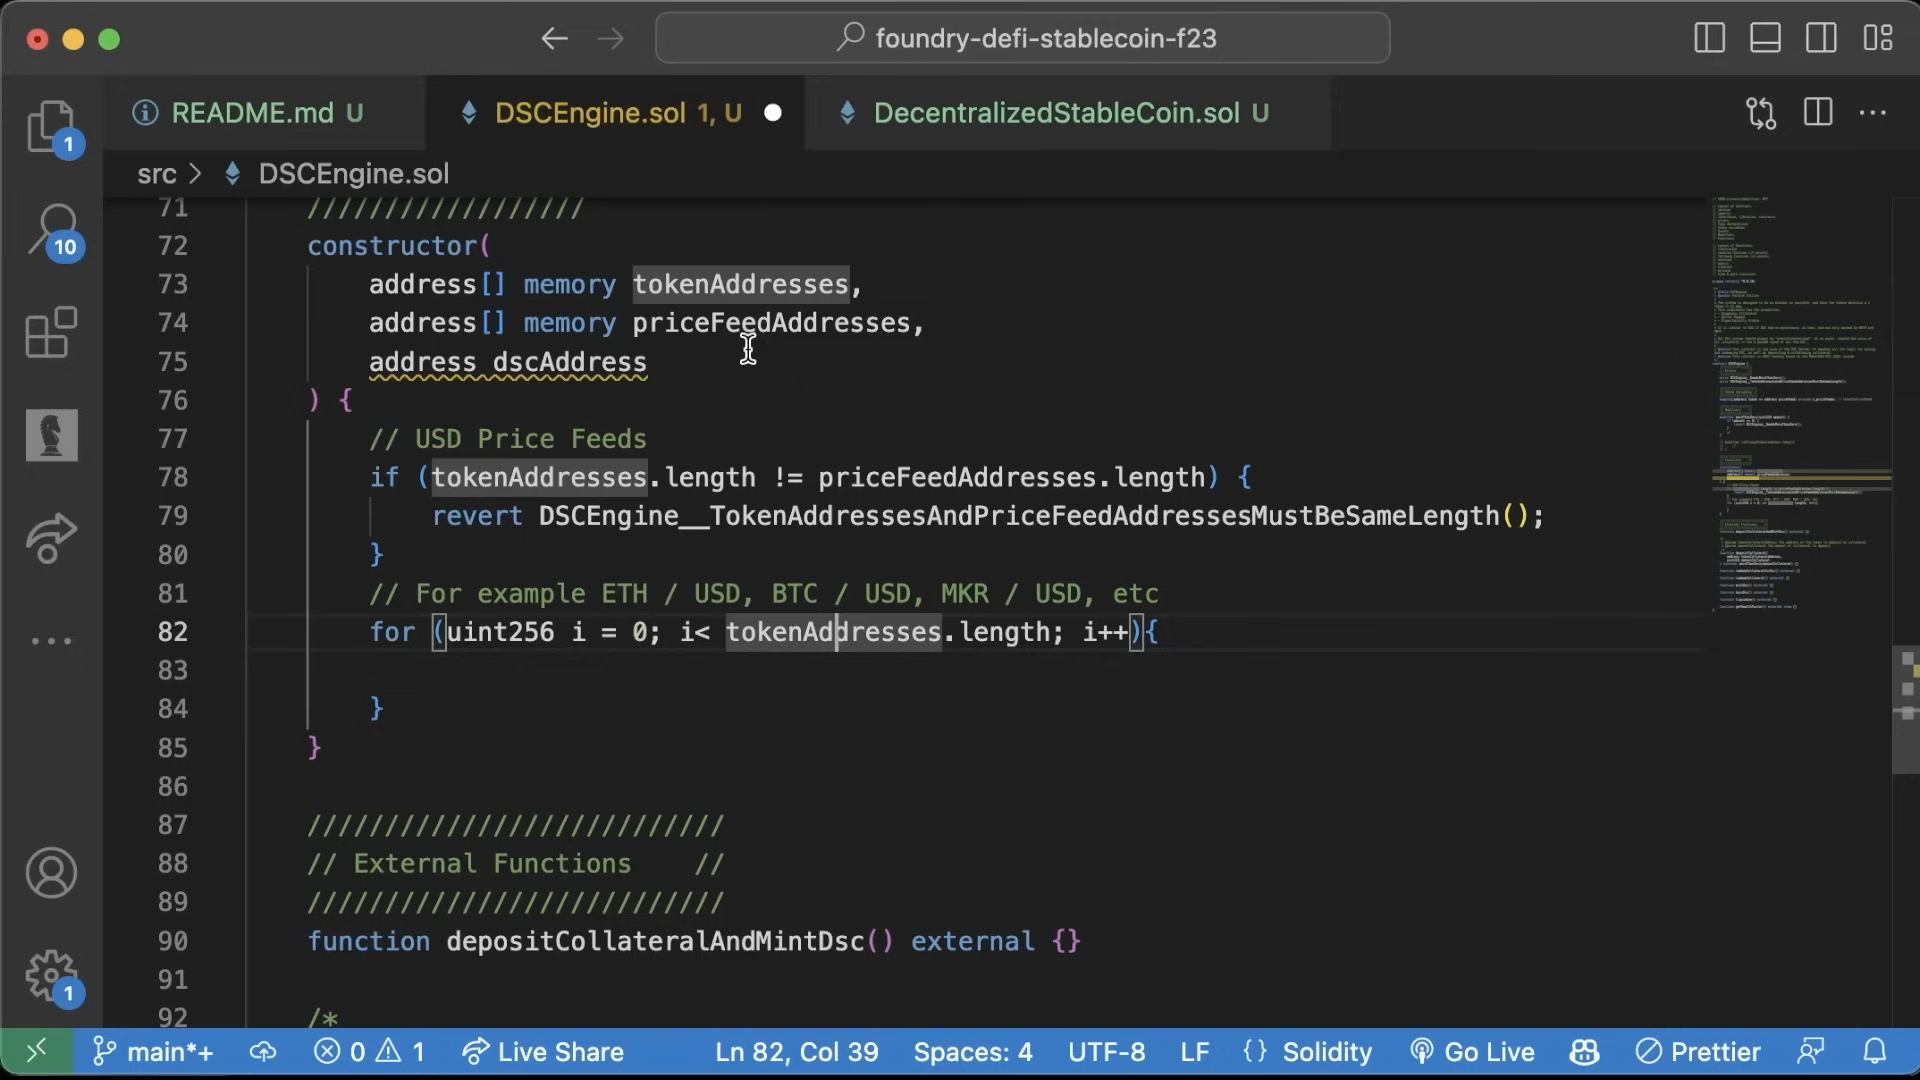 foundry-defi-stablecoin-f23
README.md U
DSCEngine.sol 1, U
DecentralizedStableCoin.sol U
1
src > DSCEngine.sol
10
71 //////////////////
72 constructor(
73 address[] memory tokenAddresses,
74 address[] memory priceFeedAddresses,
75 address dscAddress
76 ) {
77 // USD Price Feeds
78 if (tokenAddresses.length != priceFeedAddresses.length) {
79 revert DSCEngine__TokenAddressesAndPriceFeedAddressesMustBeSameLength();
80 }
81 // For example ETH / USD, BTC / USD, MKR / USD, etc
82 for (uint256 i = 0; i< tokenAddresses.length; i++){
83
84 }
85 }
86
87 ///////////////////////////
88 // External Functions //
89 ///////////////////////////
90 function depositCollateralAndMintDsc() external {}
91
92 /*
1
main*+ 0 1 Live Share Ln 82, Col 39 Spaces: 4 UTF-8 LF {} Solidity Go Live Prettier